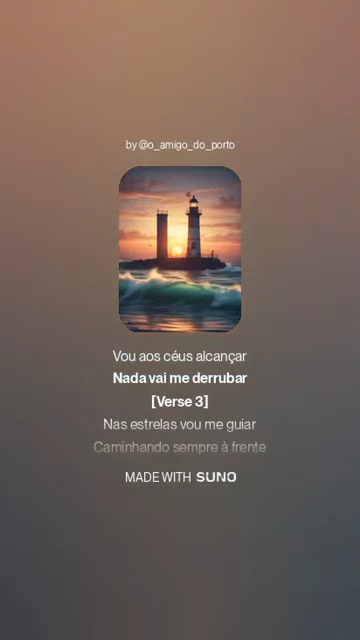 by @o_amigo_do_porto
Vou aos céus alcançar
Nada vai me derrubar
[Verse 3]
Nas estrelas vou me guiar
Caminhando sempre à frente
MADE WITH SUNO